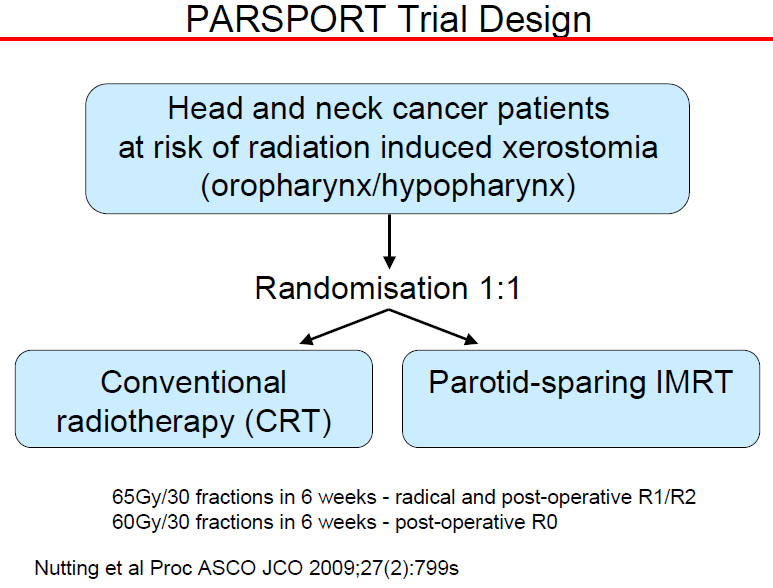 PARSPORT Trial Design
Head and neck cancer patients
at risk of radiation induced xerostomia
(oropharynx/hypopharynx)
Randomisation 1:1
Conventional
radiotherapy (CRT)
Parotid-sparing IMRT
65Gy/30 fractions in 6 weeks - radical and post-operative R1/R2
60Gy/30 fractions in 6 weeks - post-operative R0
Nutting et al Proc ASCO JCO 2009;27(2):799s